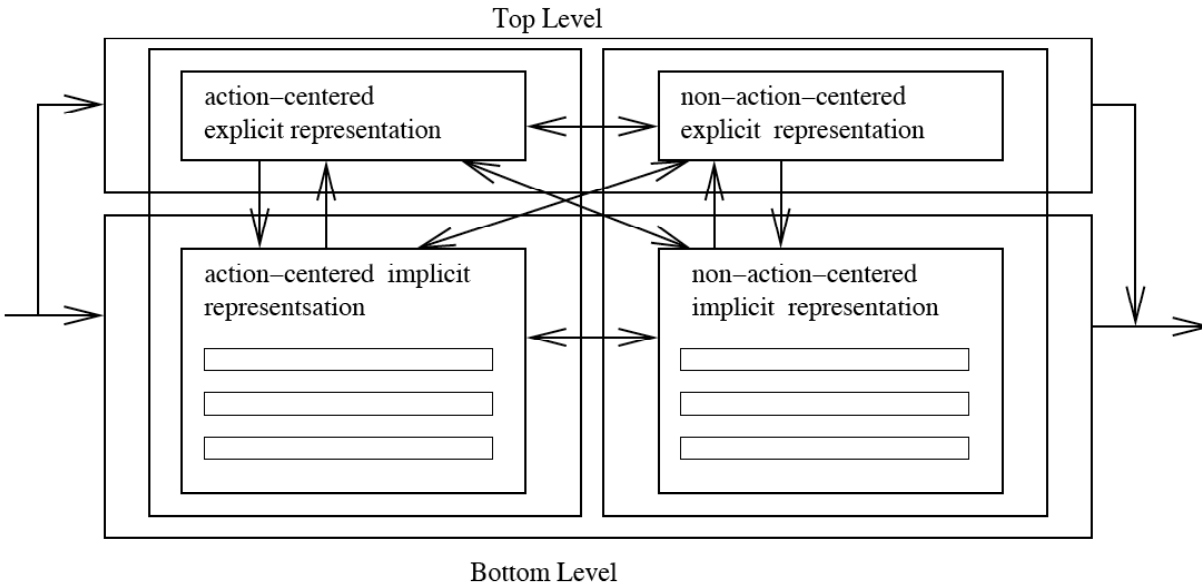 Top Level
action−centered
explicit representation
non−action−centered
explicit representation
action−centered implicit
representsation
non−action−centered
implicit representation
Bottom Level